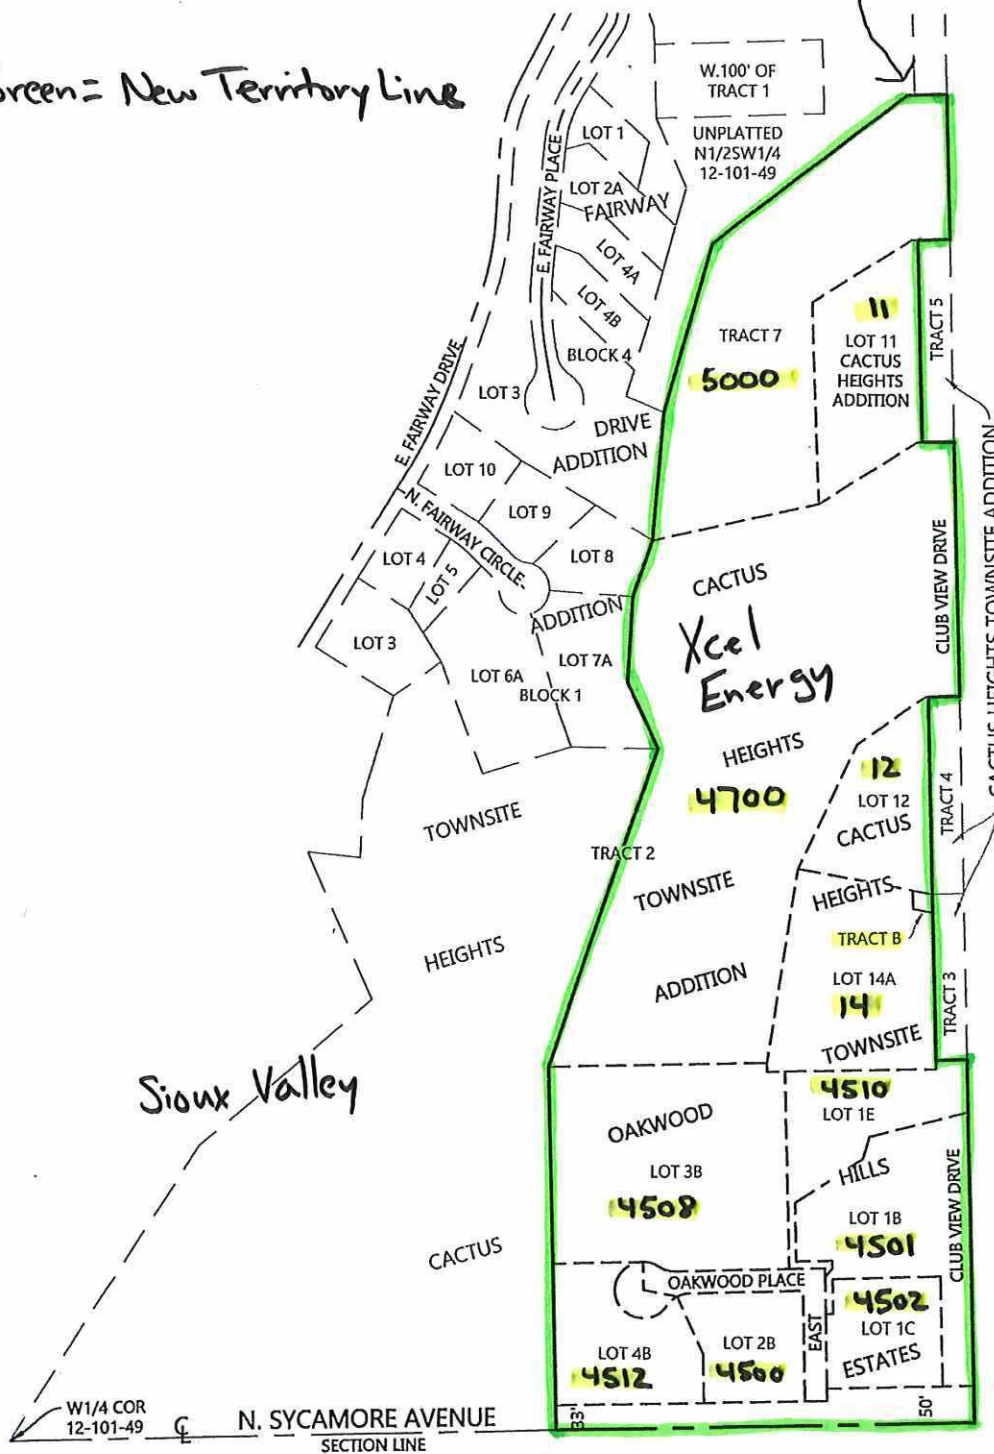 Green= New Territory Line
W.100' OF
TRACT 1
UNPLATTED
N1/2SW1/4
12-101-49
LOT 1
E. FAIRWAY PLACE
LOT 2A
FAIRWAY
LOT 4A
LOT 4B
BLOCK 4
LOT 3
DRIVE
ADDITION
E. FAIRWAY DRIVE
TRACT 7
5000
11
LOT 11
CACTUS
HEIGHTS
ADDITION
TRACT 5
CACTUS HEIGHTS TOWNSITE ADDITION
LOT 10
LOT 9
N. FAIRWAY CIRCLE
LOT 8
LOT 4
LOT 5
LOT 3
ADDITION
LOT 7A
LOT 6A
BLOCK 1
CACTUS
Xcel
Energy
CLUB VIEW DRIVE
HEIGHTS
4700
12
LOT 12
CACTUS
TRACT 4
TOWNSITE
TRACT 2
TOWNSITE
HEIGHTS
TRACT B
HEIGHTS
ADDITION
LOT 14A
14
TRACT 3
TOWNSITE
Sioux Valley
4510
LOT 1E
OAKWOOD
LOT 3B
4508
HILLS
LOT 1B
4501
CLUB VIEW DRIVE
CACTUS
OAKWOOD PLACE
4502
LOT 1C
ESTATES
EAST
LOT 4B
4512
LOT 2B
4500
W1/4 COR
12-101-49
N. SYCAMORE AVENUE
SECTION LINE
33'
50'